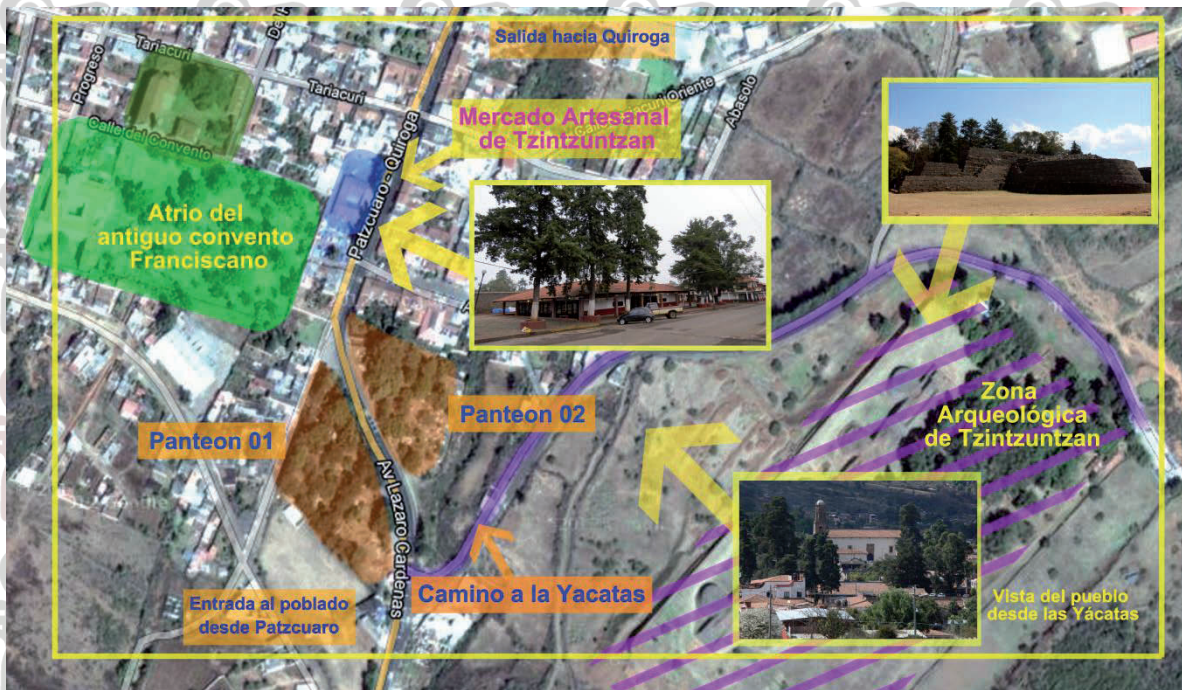 Salida hacia Quiroga
Progreso
Tariacuri
Tariacuri
Oriente
Abasolo
Calle del Convento
Mercado Artesanal
de Tzintzuntzan
Patzcuaro - Quiroga
Atrio del
antiguo convento
Franciscano
Panteon 01
Panteon 02
Zona
Arqueológica
de Tzintzuntzan
Av Lazaro Cardenas
Camino a la Yacatas
Entrada al poblado
desde Patzcuaro
Vista del pueblo
desde las Yácatas